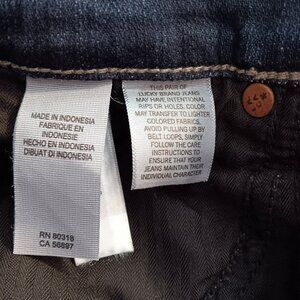 MADE IN INDONESIA
FABRIQUE EN
INDONESIE
HECHO EN INDONESIA
DIBUAT DI INDONESIA
RN 80318
CA 56897
THIS PAIR OF
LUCKY BRAND JEANS
MAY HAVE INTENTIONAL
RIPS OR HOLES, COLOR
MAY TRANSFER TO LIGHTER
COLORED FABRICS,
AVOID PULLING UP BY
BELT LOOPS, SIMPLY
FOLLOW THE CARE
INSTRUCTIONS TO
ENSURE THAT YOUR
JEANS MAINTAIN THEIR
INDIVIDUAL CHARACTER